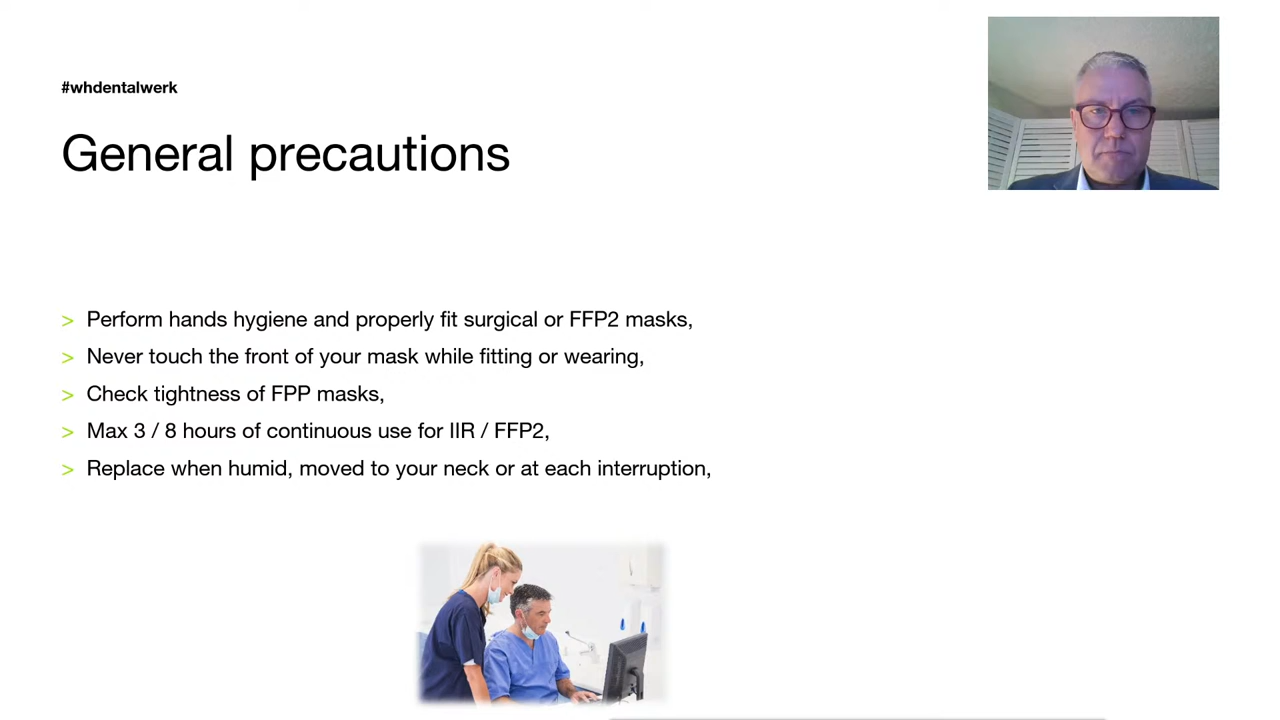 #whdentalwerk
General precautions
> Perform hands hygiene and properly fit surgical or FFP2 masks,
> Never touch the front of your mask while fitting or wearing,
> Check tightness of FPP masks,
> Max 3 / 8 hours of continuous use for IIR / FFP2,
> Replace when humid, moved to your neck or at each interruption,